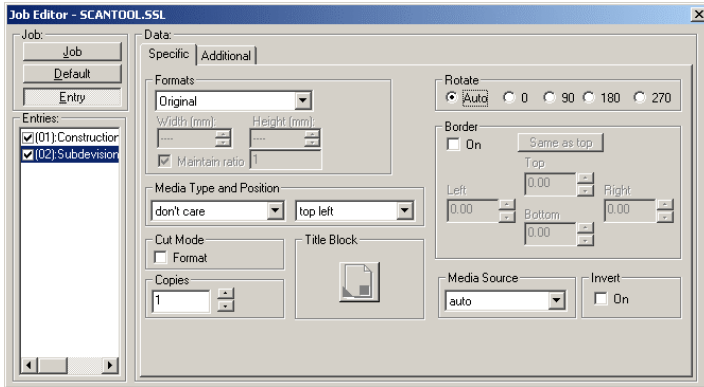 Job Editor - SCANTOOL.SSL
Job:
Job
Default
Entry
Entries:
(01):Construction
(02):Subdevision
Data:
Specific
Additional
Formats
Original
Width (mm):
Height (mm):
----
----
Maintain ratio
1
Media Type and Position
don't care
top left
Cut Mode
Format
Copies
1
Title Block
Rotate
Auto
0
90
180
270
Border
On
Same as top
Top
0.00
Left
0.00
Right
0.00
Bottom
0.00
Media Source
auto
Invert
On